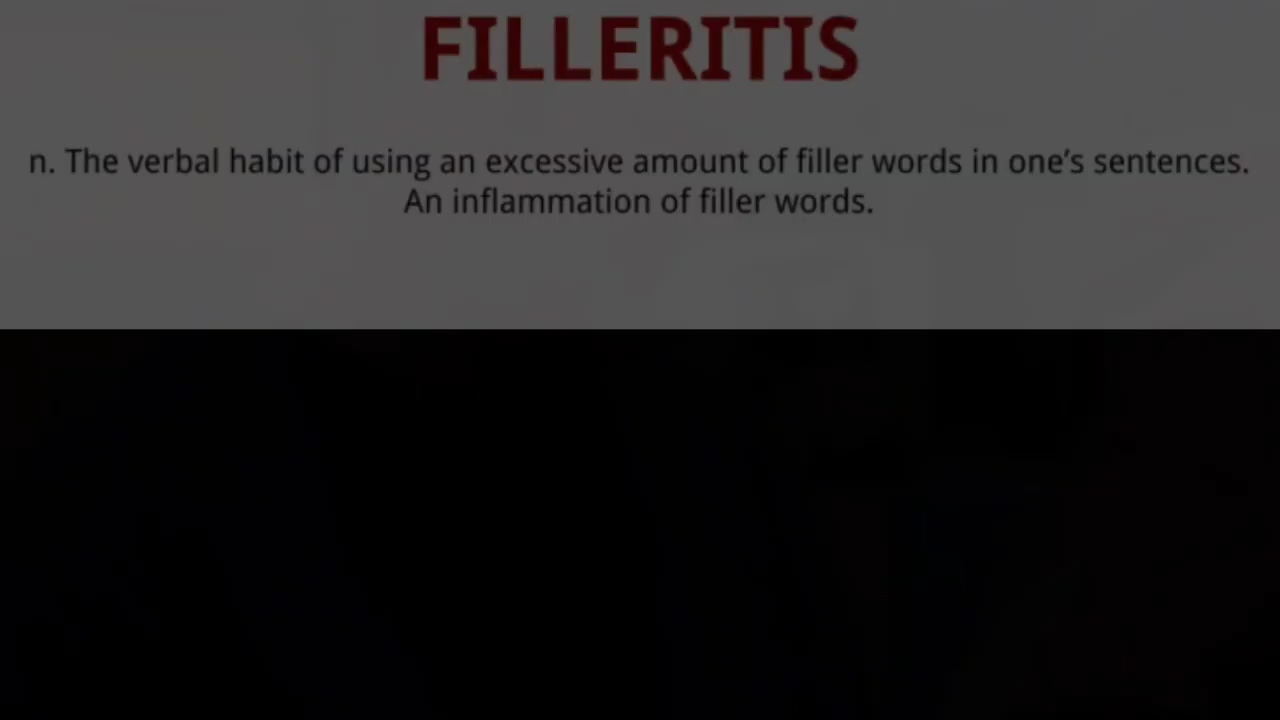 FILLERITIS
n. The verbal habit of using an excessive amount of filler words in one’s sentences.
An inflammation of filler words.